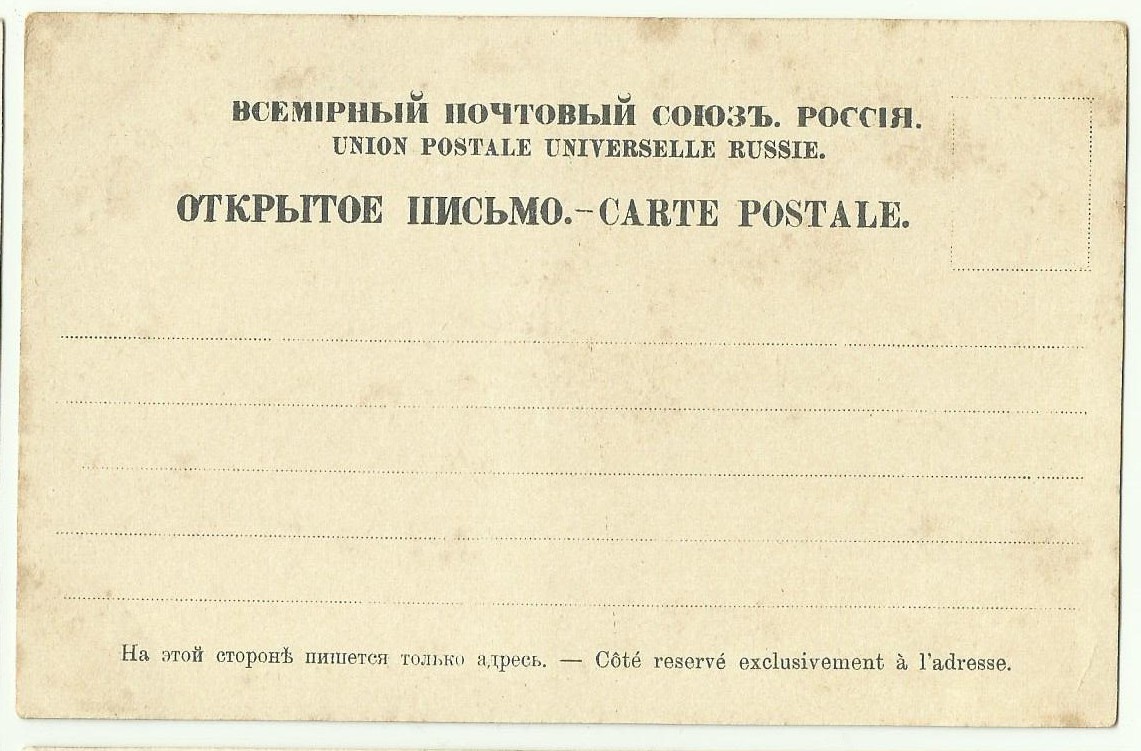 ВСЕМІРНЫЙ ПОЧТОВЫЙ СОЮЗЪ. РОССІЯ.
UNION POSTALE UNIVERSELLE RUSSIE.
ОТКРЫТОЕ ПИСЬМО.-CARTE POSTALE.
На этой сторонѣ пишется только адресь. — Côté reservé exclusivement à l'adresse.